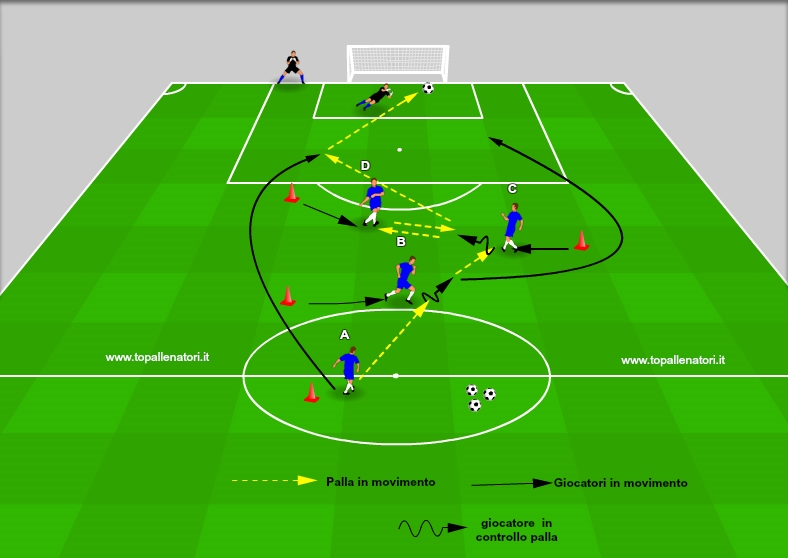 D
C
B
A
www.topallenatori.it
www.topallenatori.it
Palla in movimento
Giocatori in movimento
giocatore in
controllo palla